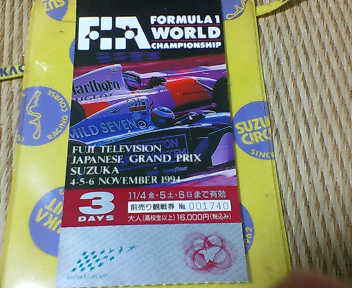 FIA
FORMULA 1
WORLD
CHAMPIONSHIP
Marlboro
MILD SEVEN
FUJI TELEVISION
JAPANESE GRAND PRIX
SUZUKA
4-5-6 NOVEMBER 1994
3
DAYS
11/4金・5土・6日まで有効
前売り観戦券 № 001740
大人(高校生以上)16,000円(税込み)
SUZUKA
CIRCUIT